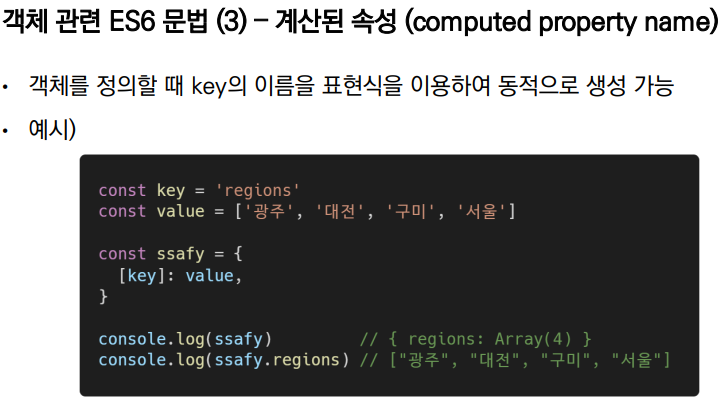 객체 관련 ES6 문법 (3) – 계산된 속성 (computed property name)
• 객체를 정의할 때 key의 이름을 표현식을 이용하여 동적으로 생성 가능
• 예시)
const key = 'regions'
const value = ['광주', '대전', '구미', '서울']
const ssafy = {
  [key]: value,
}
console.log(ssafy)         // { regions: Array(4) }
console.log(ssafy.regions) // ["광주", "대전", "구미", "서울"]